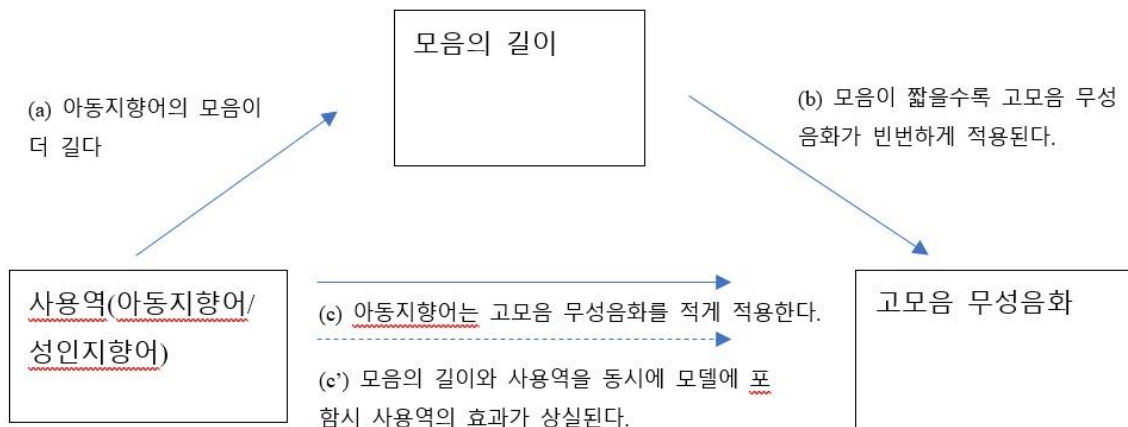 모음의 길이
(a) 아동지향어의 모음이
더 길다
(b) 모음이 짧을수록 고모음 무성
음화가 빈번하게 적용된다.
사용역(아동지향어/
성인지향어)
(c) 아동지향어는 고모음 무성음화를 적게 적용한다.
(c’) 모음의 길이와 사용역을 동시에 모델에 포
함시 사용역의 효과가 상실된다.
고모음 무성음화